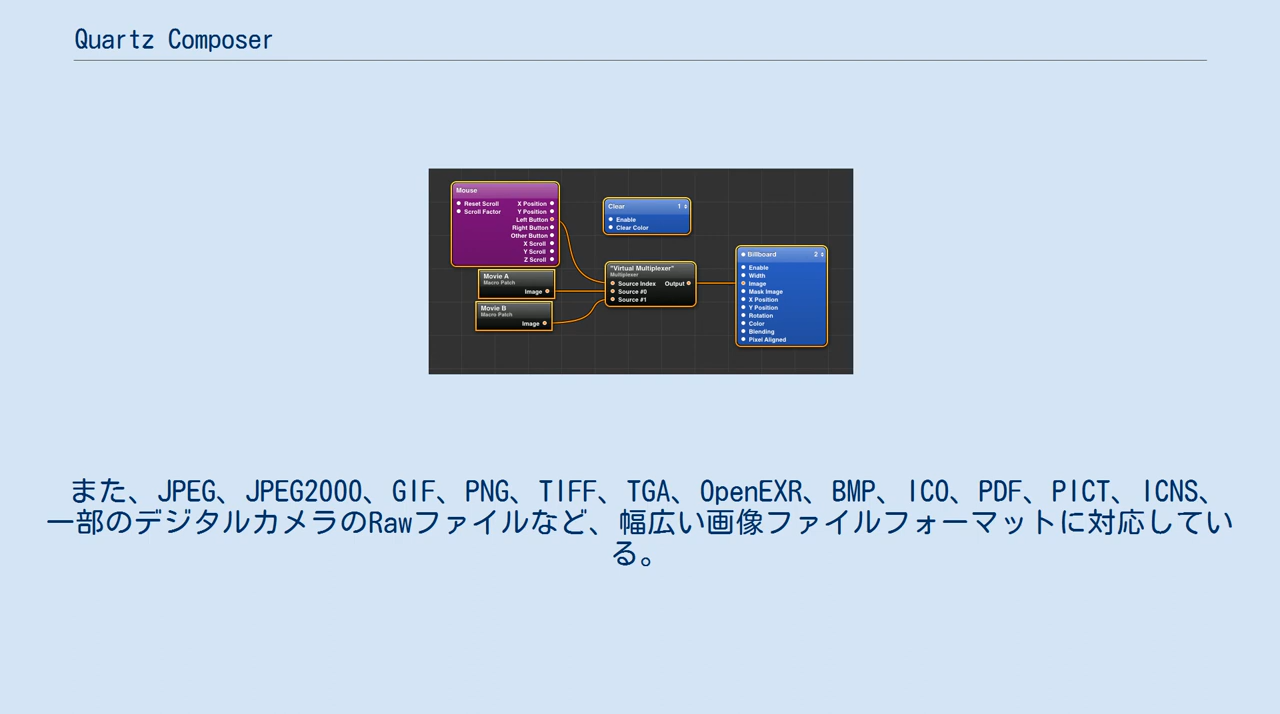 Quartz Composer
Mouse
Reset Scroll X Position
Scroll Factor Y Position
Left Button
Right Button
Other Button
X Scroll
Y Scroll
Z Scroll
Clear 1
Enable
Clear Color
Movie A
Macro Patch
Image
Movie B
Macro Patch
Image
"Virtual Multiplexer"
Multiplexer
Source Index Output
Source #0
Source #1
Billboard 2
Enable
Width
Image
Mask Image
X Position
Y Position
Rotation
Color
Blending
Pixel Aligned
また、JPEG、JPEG2000、GIF、PNG、TIFF、TGA、OpenEXR、BMP、ICO、PDF、PICT、ICNS、
一部のデジタルカメラのRawファイルなど、幅広い画像ファイルフォーマットに対応してい
る。